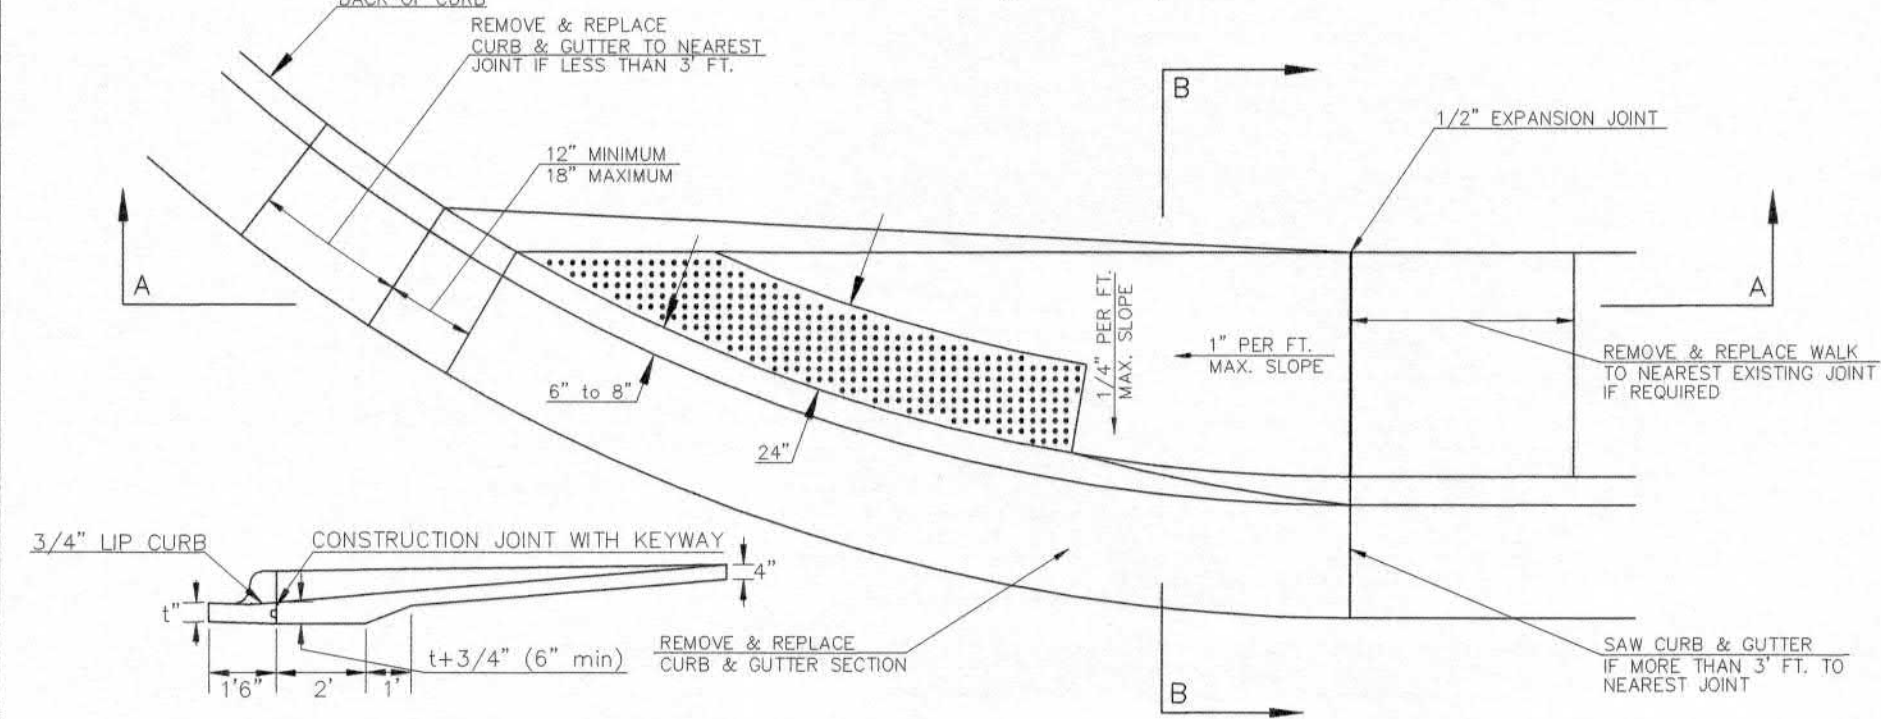 BACK OF CURB
REMOVE & REPLACE
CURB & GUTTER TO NEAREST
JOINT IF LESS THAN 3' FT.
12" MINIMUM
18" MAXIMUM
B
1/2" EXPANSION JOINT
A
A
1/4" PER FT.
MAX. SLOPE
1" PER FT.
MAX. SLOPE
REMOVE & REPLACE WALK
TO NEAREST EXISTING JOINT
IF REQUIRED
6" to 8"
24"
3/4" LIP CURB
CONSTRUCTION JOINT WITH KEYWAY
4"
t"
t+3/4" (6" min)
1'6"
2'
1'
REMOVE & REPLACE
CURB & GUTTER SECTION
SAW CURB & GUTTER
IF MORE THAN 3' FT. TO
NEAREST JOINT
B